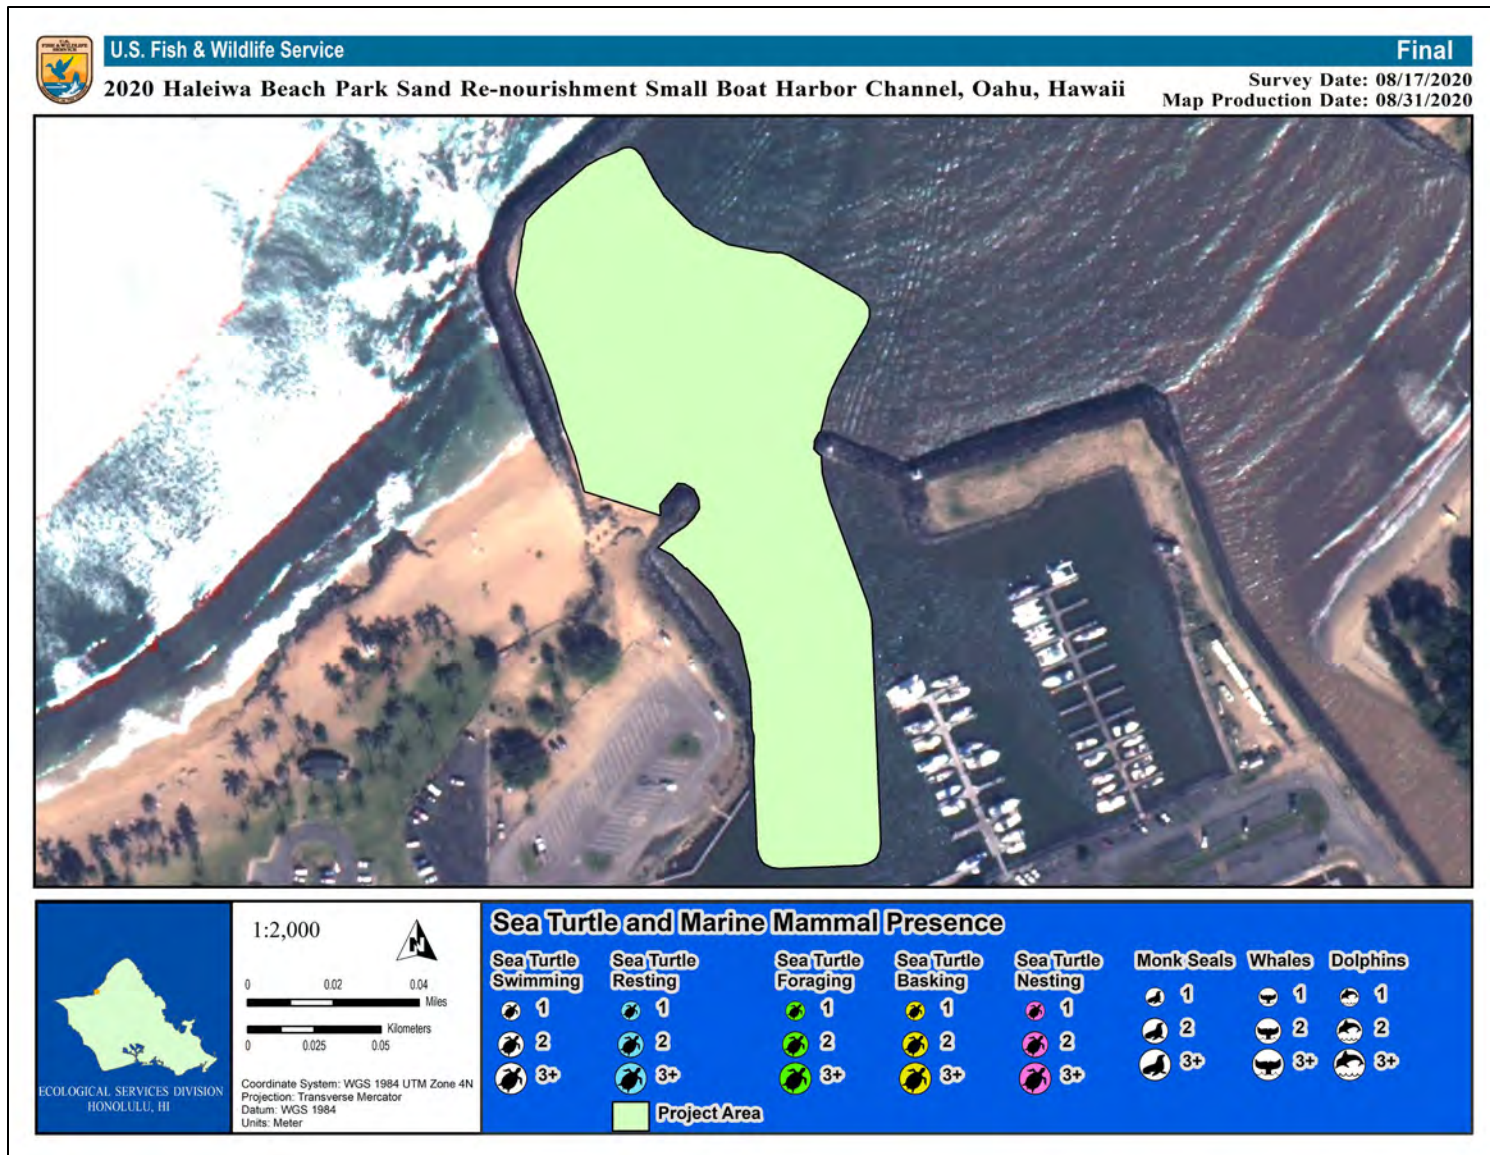 U.S.
FISH & WILDLIFE
SERVICE
U.S. Fish & Wildlife Service
Final
2020 Haleiwa Beach Park Sand Re-nourishment Small Boat Harbor Channel, Oahu, Hawaii
Survey Date: 08/17/2020
Map Production Date: 08/31/2020
ECOLOGICAL SERVICES DIVISION
HONOLULU, HI
1:2,000
N
0 0.02 0.04
Miles
Kilometers
0 0.025 0.05
Coordinate System: WGS 1984 UTM Zone 4N
Projection: Transverse Mercator
Datum: WGS 1984
Units: Meter
Sea Turtle and Marine Mammal Presence
Sea Turtle Swimming
1
2
3+
Sea Turtle Resting
1
2
3+
Sea Turtle Foraging
1
2
3+
Sea Turtle Basking
1
2
3+
Sea Turtle Nesting
1
2
3+
Monk Seals
1
2
3+
Whales
1
2
3+
Dolphins
1
2
3+
Project Area